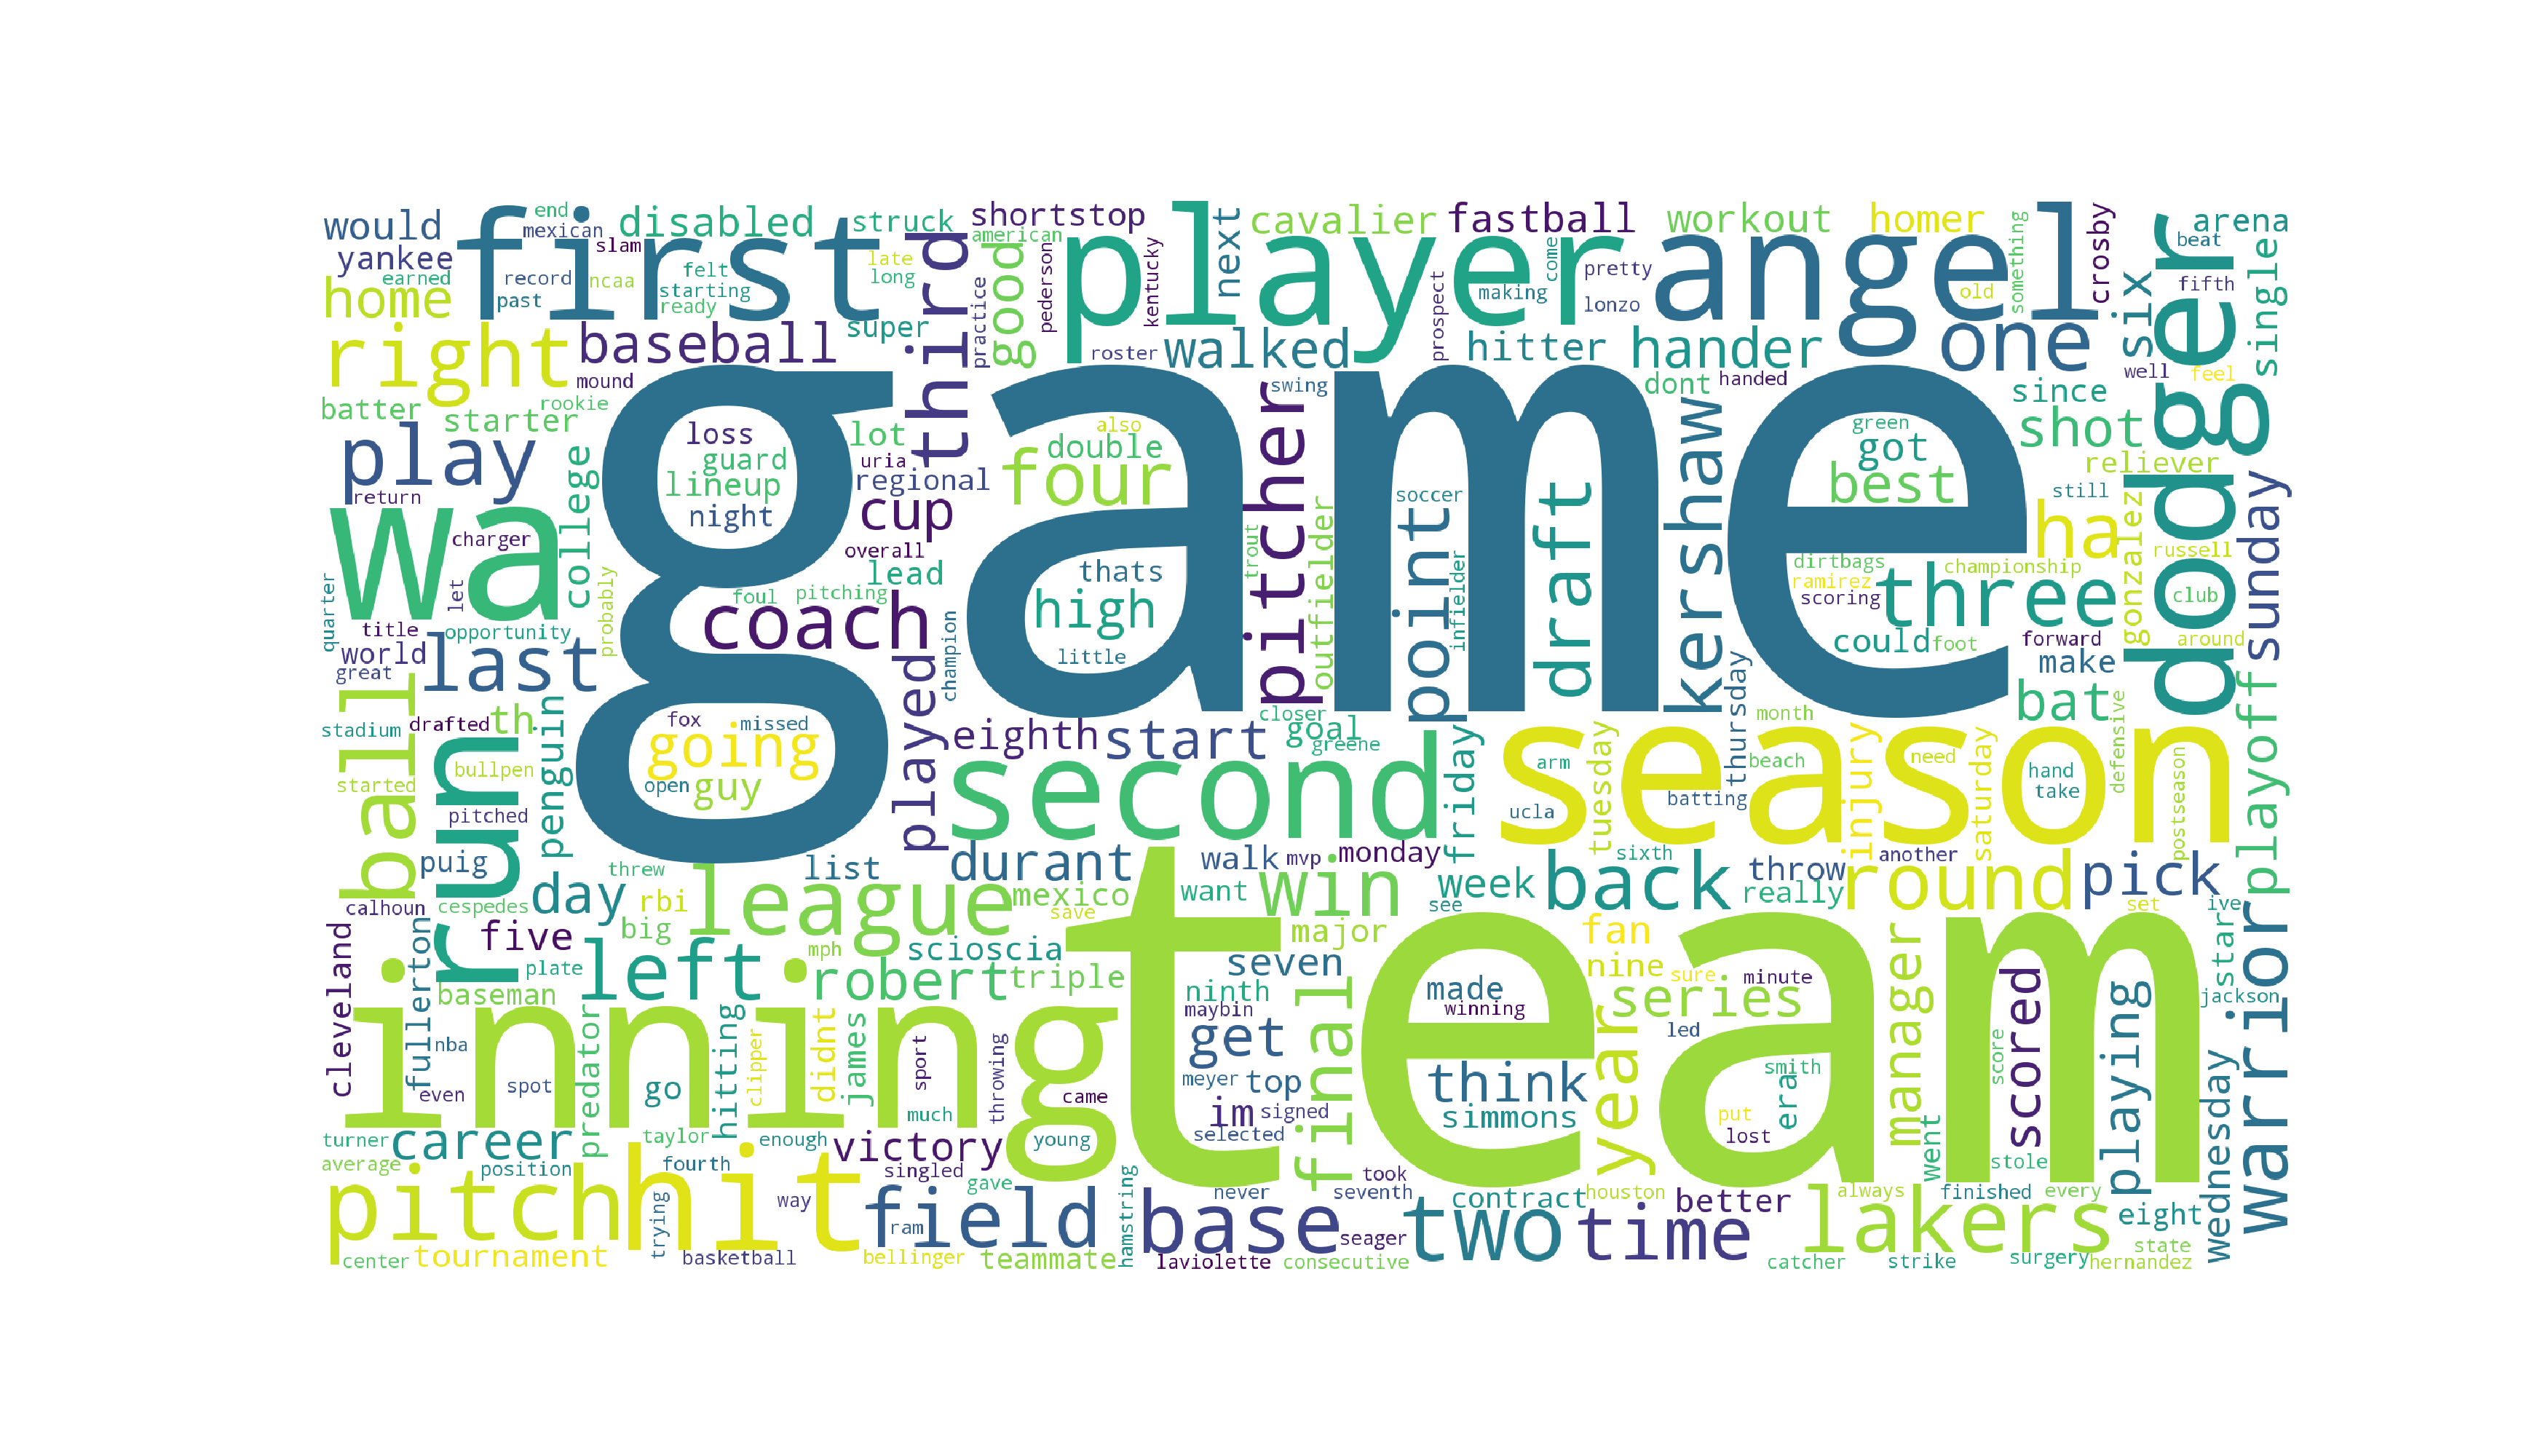 would
end
mexican
slam
disabled
struck
shortstop
american
good
next
cavalier
fastball
workout
homer
something
crosby
arena
beat
yankee
earned
first
record
past
ncaa
felt
starting
ready
late
long
third
practice
pederson
player
kentucky
come
making
pretty
lonzo
angel
old
six
dodger
fifth
single
home
right
baseball
super
roster
walked
prospect
hitter
hander
one
well
feel
batter
starter
mound
rookie
swing
dont
handed
since
play
return
college
loss
guard
lineup
night
lot
uria
regional
also
double
four
pitcher
soccer
kershaw
green
got
best
shot
reliever
still
sunday
wa
game
charger
cup
overall
trout
outfielder
point
infielder
draft
dirtbags
ramirez
scoring
championship
three
ha
gonzalez
russell
club
quarter
let
title
opportunity
probably
foul
pitching
coach
lead
thats
high
little
champion
could
foot
forward
around
make
world
great
last
ball
played
thursday
bat
playoff
stadium
drafted
th
penguin
fox
missed
going
open
guy
eighth
start
closer
goal
greene
friday
tuesday
month
defensive
started
run
bullpen
pitched
second
arm
ucla
season
beach
batting
injury
need
saturday
hand
take
postseason
puig
threw
list
durant
walk
mvp
monday
sixth
week
back
throw
really
another
round
pick
warrior
calhoun
cespedes
day
rbi
league
mexico
save
want
win
see
set
ive
cleveland
fullerton
five
big
mph
scioscia
major
fan
manager
star
plate
left
robert
triple
seven
final
made
nine
sure
minute
series
scored
playing
jackson
baseman
predator
hitting
didnt
james
ninth
maybin
winning
led
year
score
wednesday
nba
inning
team
even
spot
go
clipper
sport
throwing
came
get
meyer
top
think
simmons
smith
era
im
signed
selected
put
lost
went
turner
career
taylor
enough
victory
young
average
position
fourth
singled
gave
took
stole
pitch
hit
trying
way
field
hamstring
never
seventh
base
contract
houston
better
always
finished
every
eight
ram
two
time
lakers
center
tournament
basketball
bellinger
teammate
laviolette
seager
consecutive
catcher
strike
surgery
state
hernandez
much